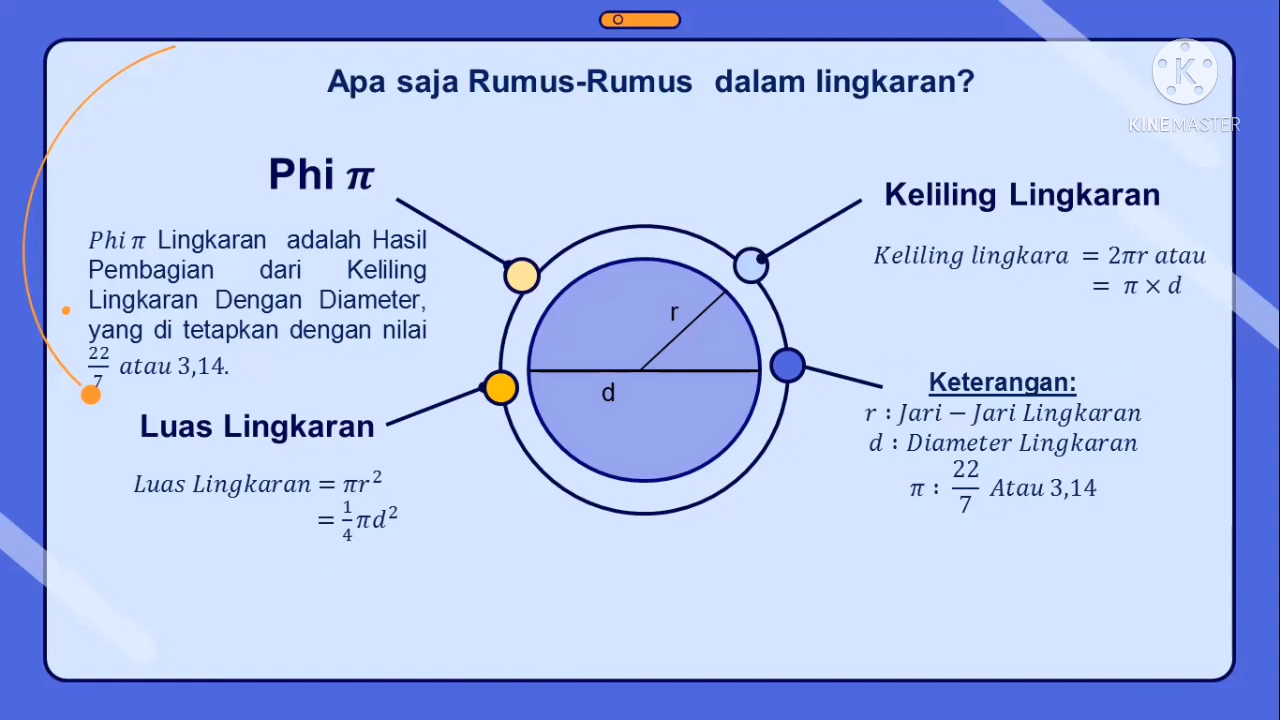 Apa saja Rumus-Rumus dalam lingkaran?
KINEMASTER
Phi π
Phi π Lingkaran adalah Hasil
Pembagian dari Keliling
Lingkaran Dengan Diameter,
yang di tetapkan dengan nilai
22/7 atau 3,14.
Luas Lingkaran
Luas Lingkaran = πr²
= 1/4 πd²
r
d
Keliling Lingkaran
Keliling lingkara = 2πr atau
= π × d
Keterangan:
r : Jari − Jari Lingkaran
d : Diameter Lingkaran
π : 22/7 Atau 3,14